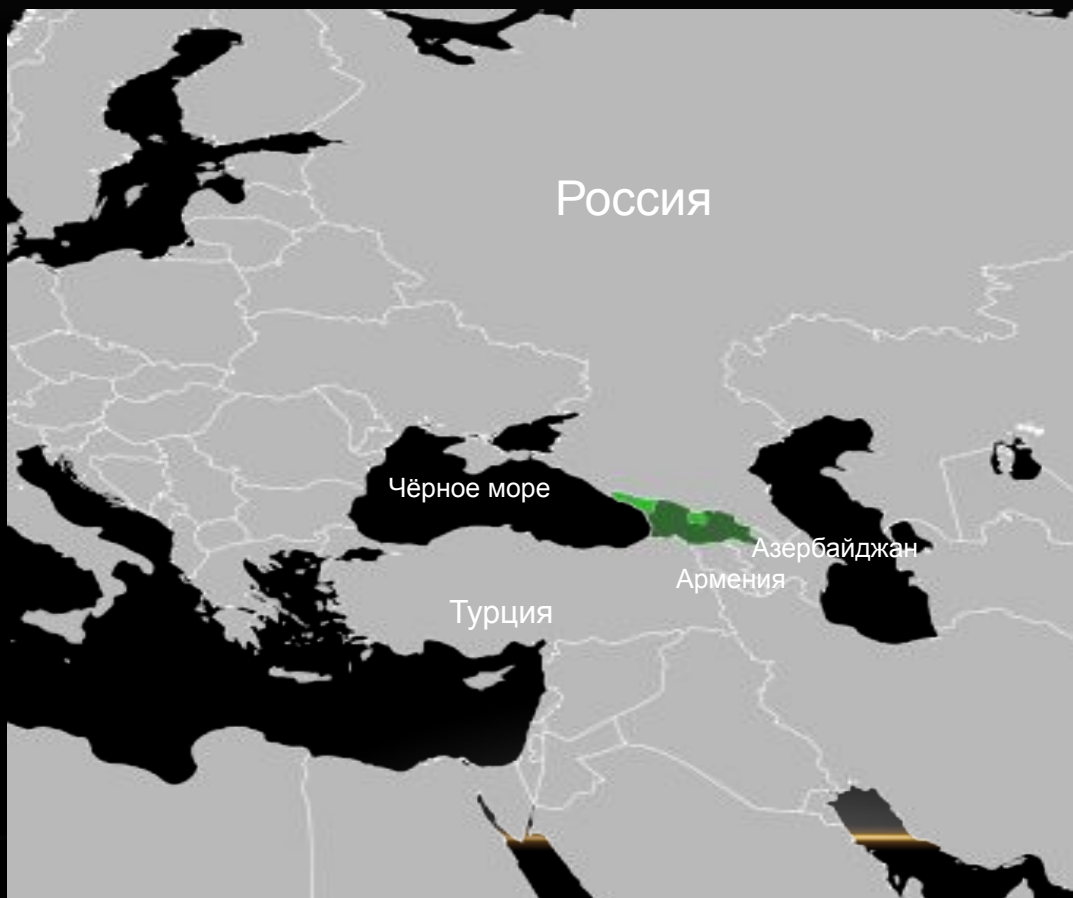 Россия
Чёрное море
Азербайджан
Армения
Турция